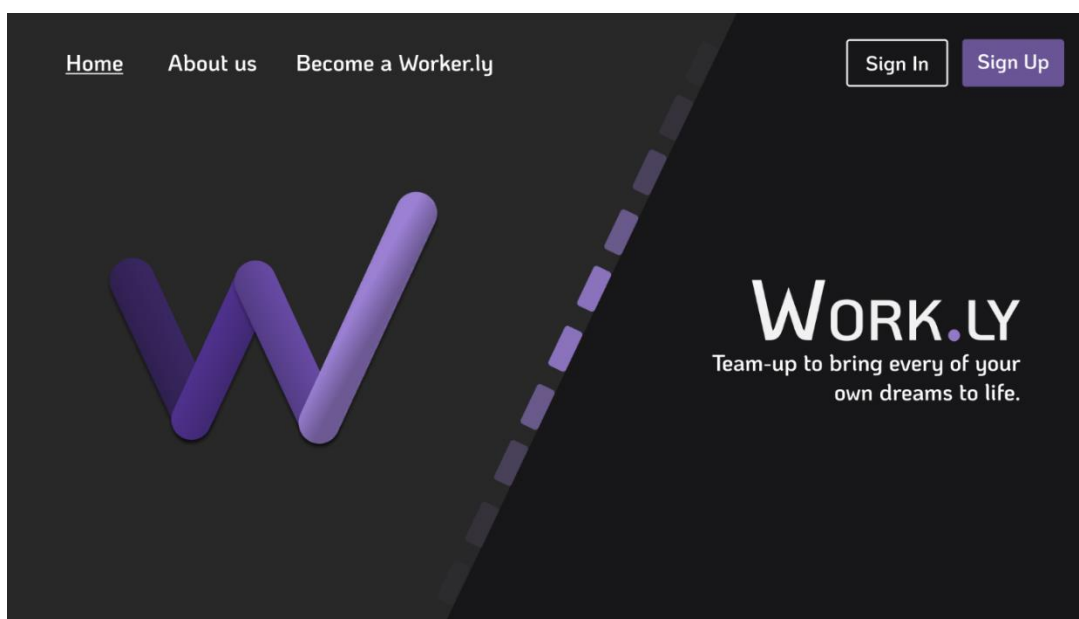 Home About us Become a Worker.ly Sign In Sign Up
WORK.LY
Team-up to bring every of your
own dreams to life.